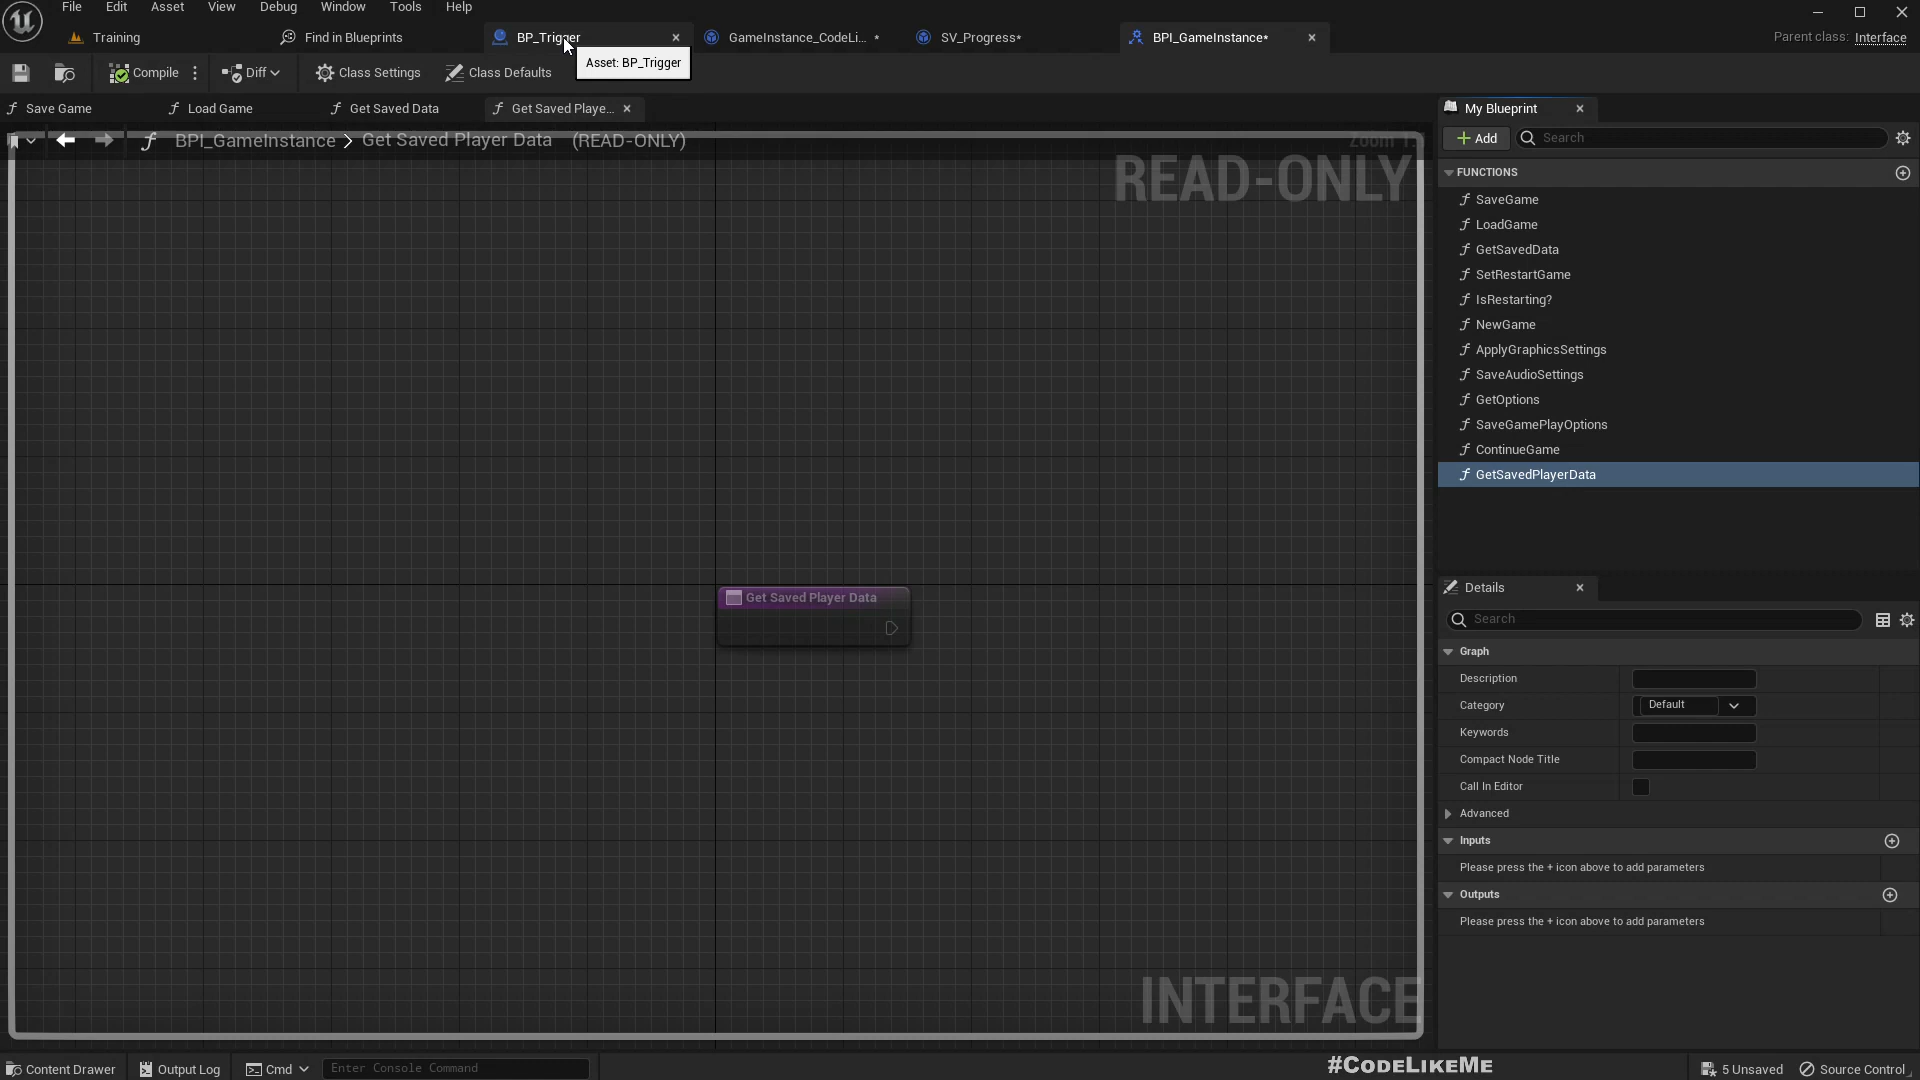 File Edit Asset View Debug Window Tools Help
Training Find in Blueprints BP_Trigger GameInstance_CodeLi... * SV_Progress* BPI_GameInstance* Parent class: Interface
Asset: BP_Trigger
Compile Diff Class Settings Class Defaults
Save Game Load Game Get Saved Data Get Saved Playe...
My Blueprint
BPI_GameInstance > Get Saved Player Data (READ-ONLY)
READ-ONLY
+ Add Search
FUNCTIONS
SaveGame
LoadGame
GetSavedData
SetRestartGame
IsRestarting?
NewGame
ApplyGraphicsSettings
SaveAudioSettings
GetOptions
SaveGamePlayOptions
ContinueGame
GetSavedPlayerData
Get Saved Player Data
Details
Search
Graph
Description
Category Default
Keywords
Compact Node Title
Call In Editor
Advanced
Inputs
Please press the + icon above to add parameters
Outputs
Please press the + icon above to add parameters
INTERFACE
Content Drawer Output Log Cmd Enter Console Command #CODELIKEME 5 Unsaved Source Control